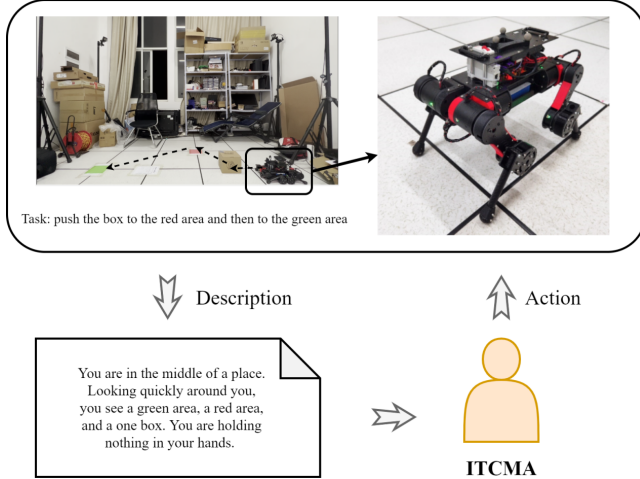 Task: push the box to the red area and then to the green area
Description
Action
You are in the middle of a place.
Looking quickly around you,
you see a green area, a red area,
and a one box. You are holding
nothing in your hands.
ITCMA